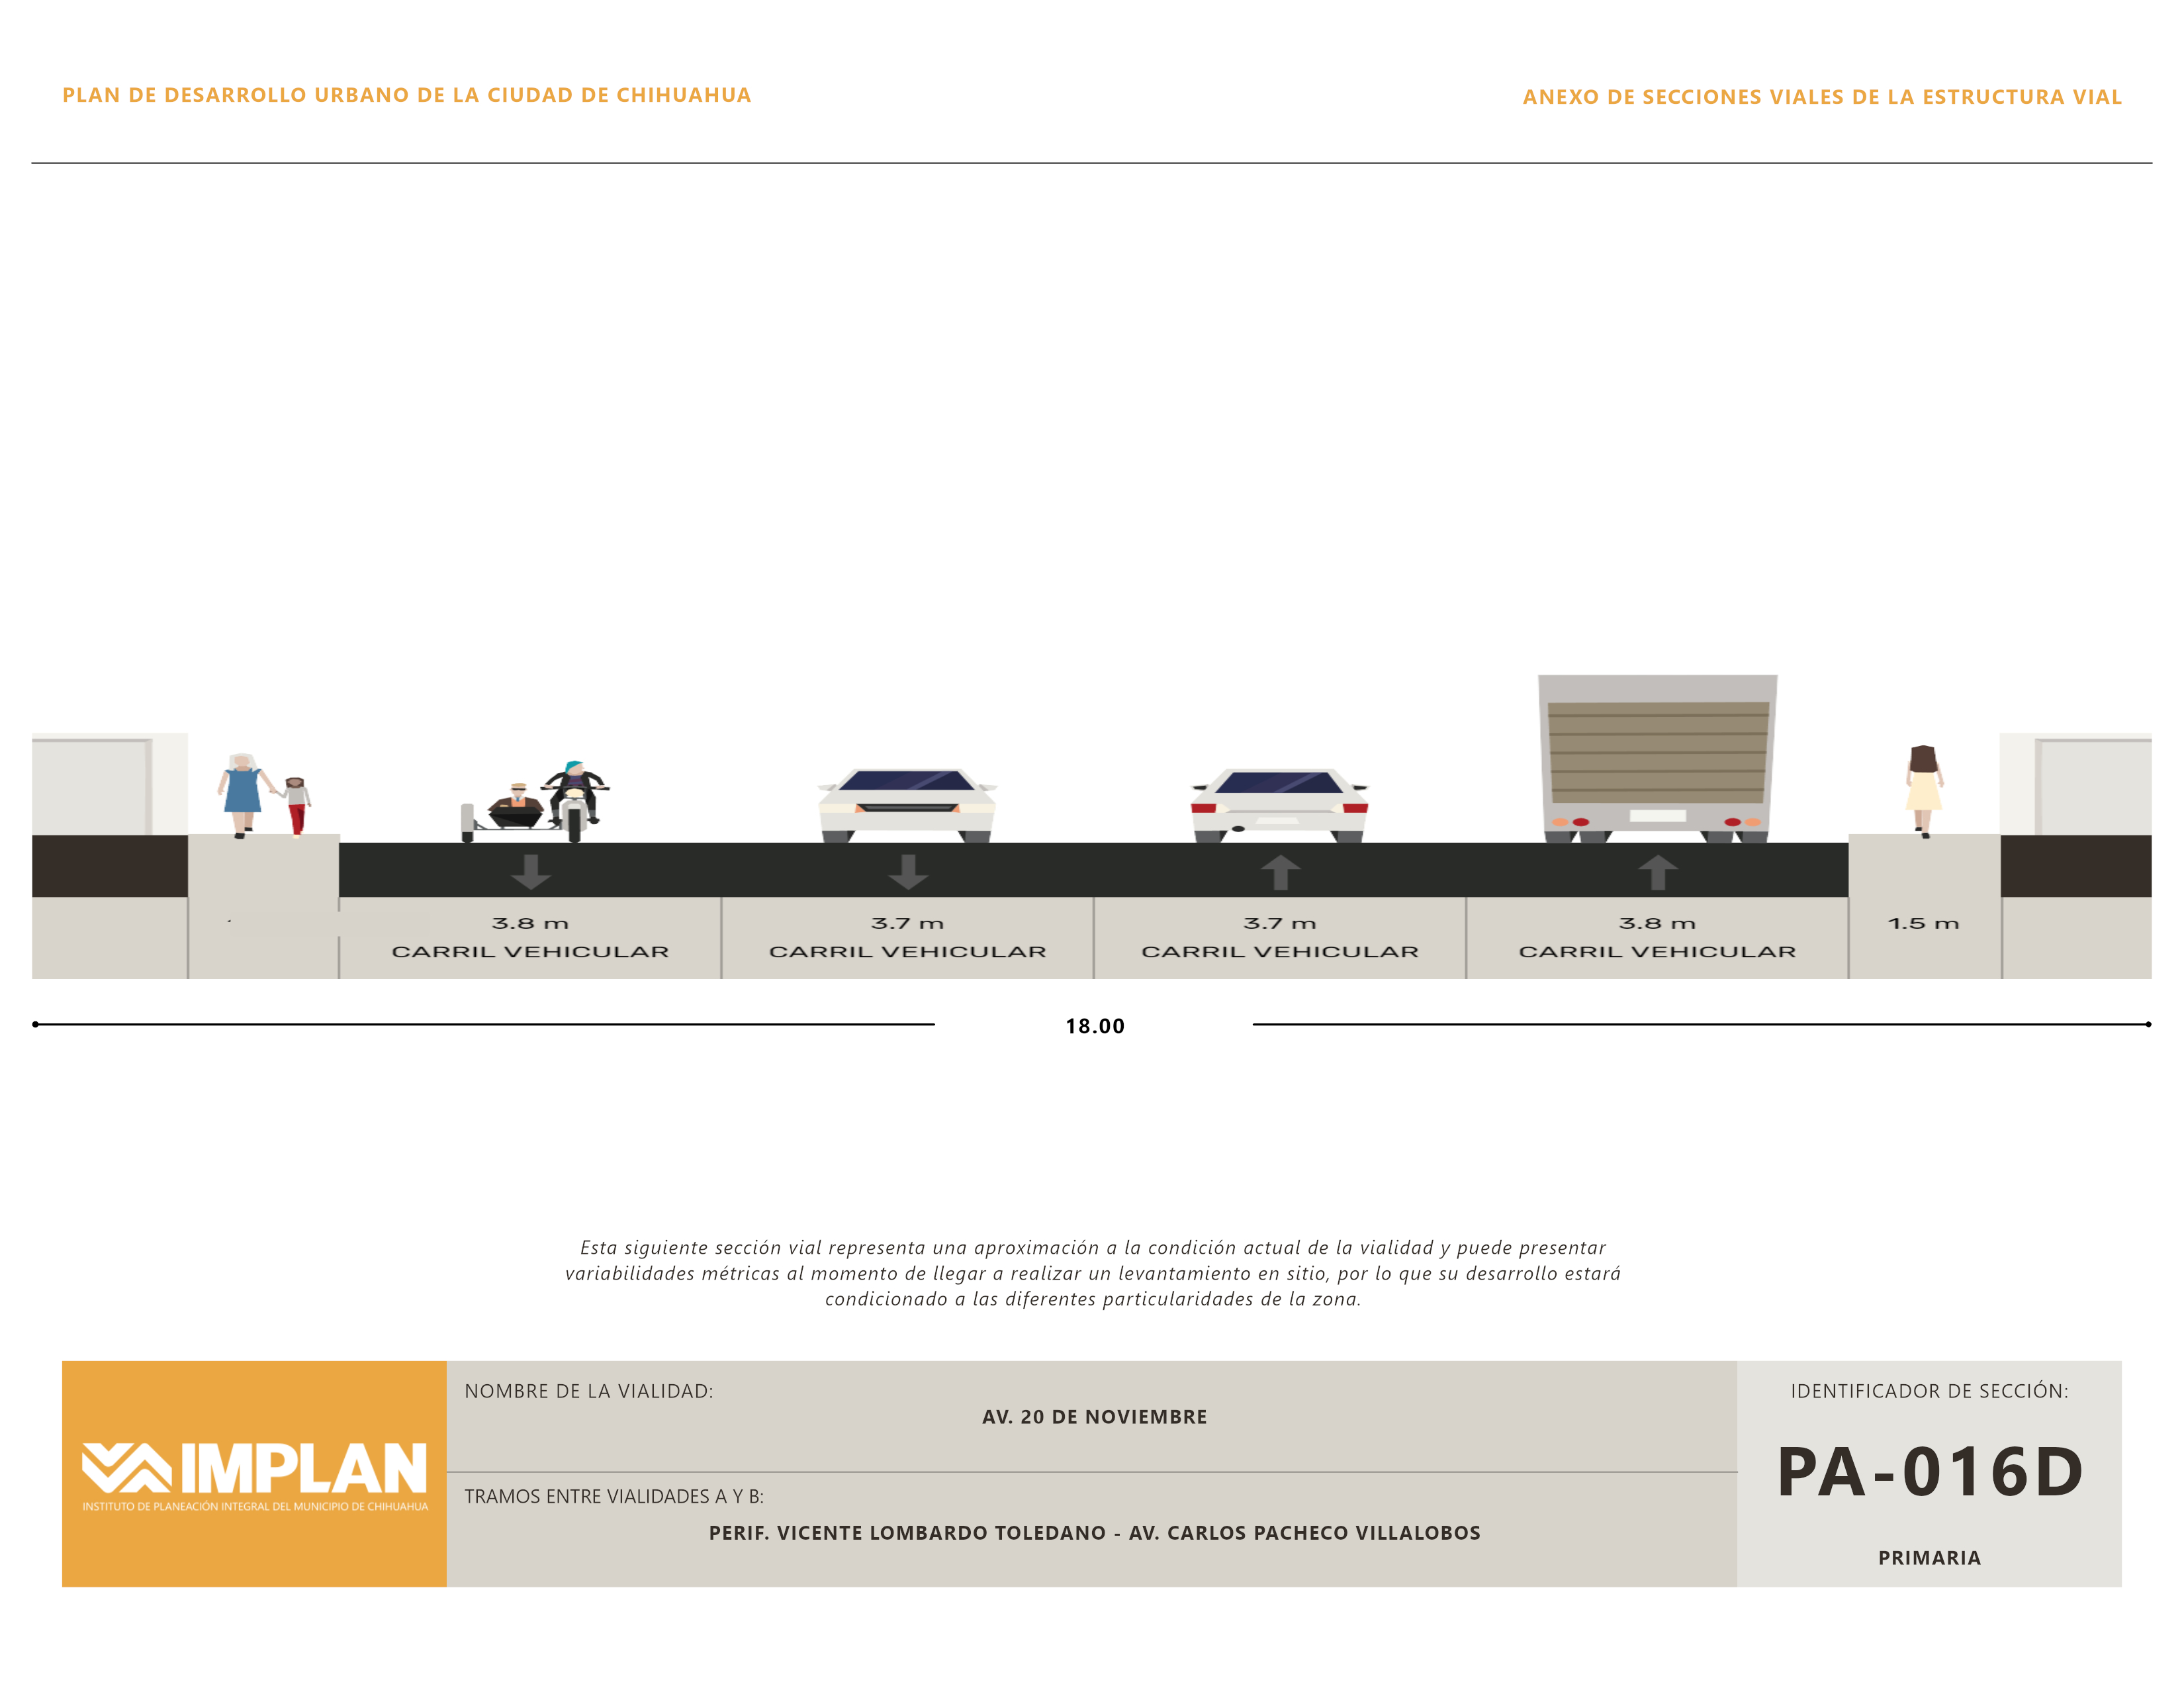 PLAN DE DESARROLLO URBANO DE LA CIUDAD DE CHIHUAHUA
ANEXO DE SECCIONES VIALES DE LA ESTRUCTURA VIAL
3.8 m
CARRIL VEHICULAR
3.7 m
CARRIL VEHICULAR
3.7 m
CARRIL VEHICULAR
3.8 m
CARRIL VEHICULAR
1.5 m
18.00
Esta siguiente sección vial representa una aproximación a la condición actual de la vialidad y puede presentar
variabilidades métricas al momento de llegar a realizar un levantamiento en sitio, por lo que su desarrollo estará
condicionado a las diferentes particularidades de la zona.
IMPLAN
INSTITUTO DE PLANEACIÓN INTEGRAL DEL MUNICIPIO DE CHIHUAHUA
NOMBRE DE LA VIALIDAD:
AV. 20 DE NOVIEMBRE
TRAMOS ENTRE VIALIDADES A Y B:
PERIF. VICENTE LOMBARDO TOLEDANO - AV. CARLOS PACHECO VILLALOBOS
IDENTIFICADOR DE SECCIÓN:
PA-016D
PRIMARIA